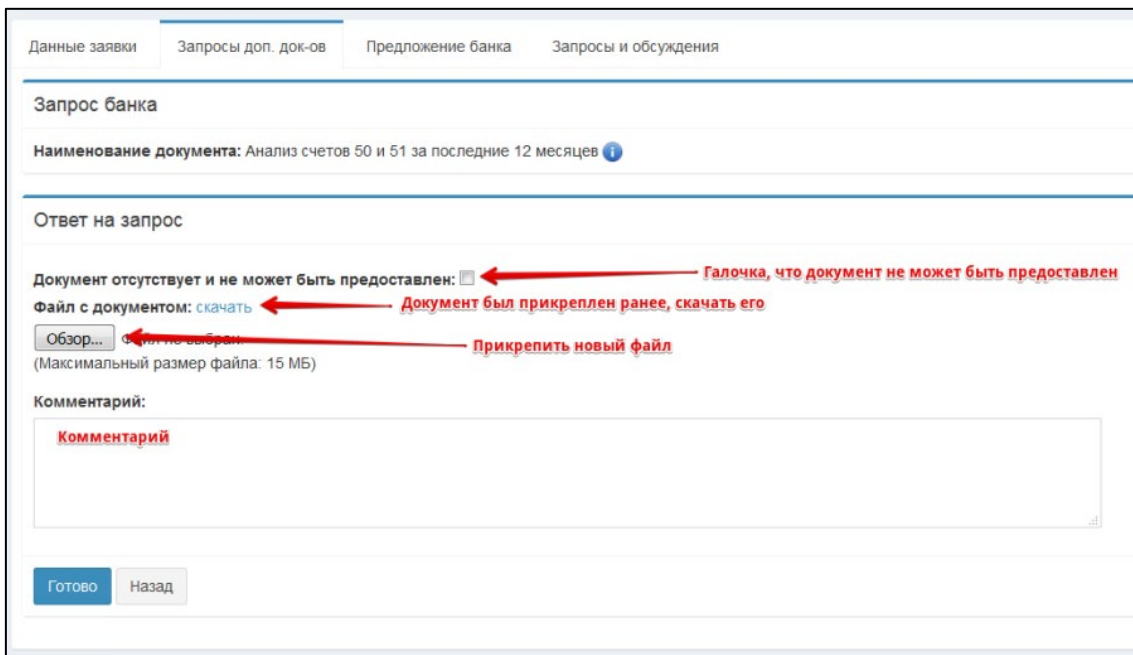 Данные заявки Запросы доп. док-ов Предложение банка Запросы и обсуждения
Запрос банка
Наименование документа: Анализ счетов 50 и 51 за последние 12 месяцев
Ответ на запрос
Документ отсутствует и не может быть предоставлен: Галочка, что документ не может быть предоставлен
Файл с документом: скачать Документ был прикреплен ранее, скачать его
Обзор... Файл не выбран. Прикрепить новый файл
(Максимальный размер файла: 15 МБ)
Комментарий:
Комментарий
Готово Назад